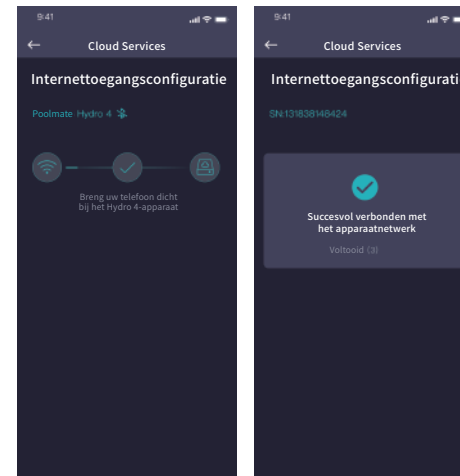 9:41
Cloud Services
Internettoegangsconfiguratie
Poolmate Hydro 4
Breng uw telefoon dicht
bij het Hydro 4-apparaat
9:41
Cloud Services
Internettoegangsconfigurati
SN:131838148424
Succesvol verbonden met
het apparaatnetwerk
Voltooid (3)